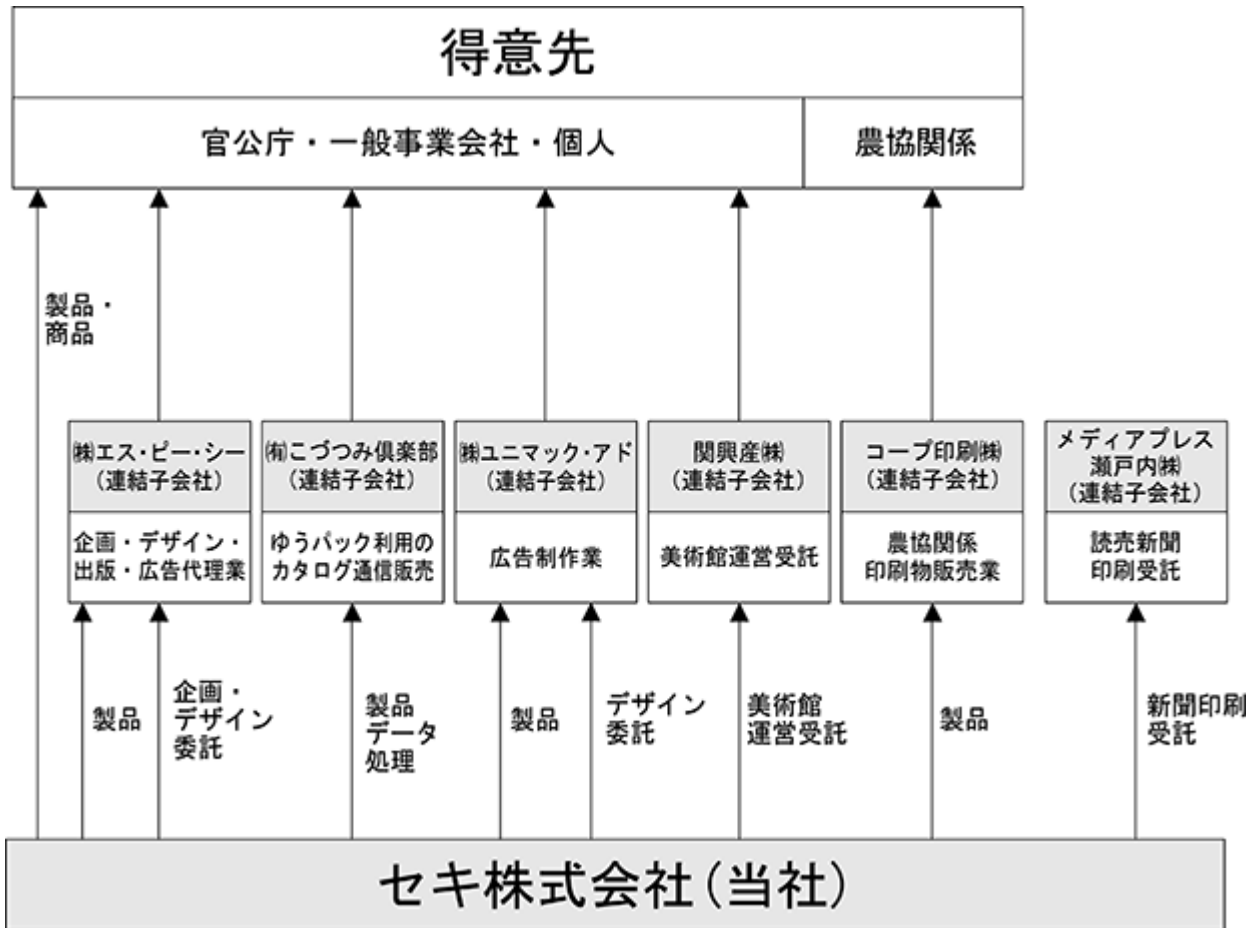 得意先
官公庁・一般事業会社・個人
農協関係
製品・
商品
㈱エス・ピー・シー
(連結子会社)
企画・デザイン・
出版・広告代理業
㈲こづつみ倶楽部
(連結子会社)
ゆうパック利用の
カタログ通信販売
㈱ユニマック・アド
(連結子会社)
広告制作業
関興産㈱
(連結子会社)
美術館運営受託
コープ印刷㈱
(連結子会社)
農協関係
印刷物販売業
メディアプレス
瀬戸内㈱
(連結子会社)
読売新聞
印刷受託
製品
企画・
デザイン
委託
製品
データ
処理
製品
デザイン
委託
美術館
運営受託
製品
新聞印刷
受託
セキ株式会社(当社)